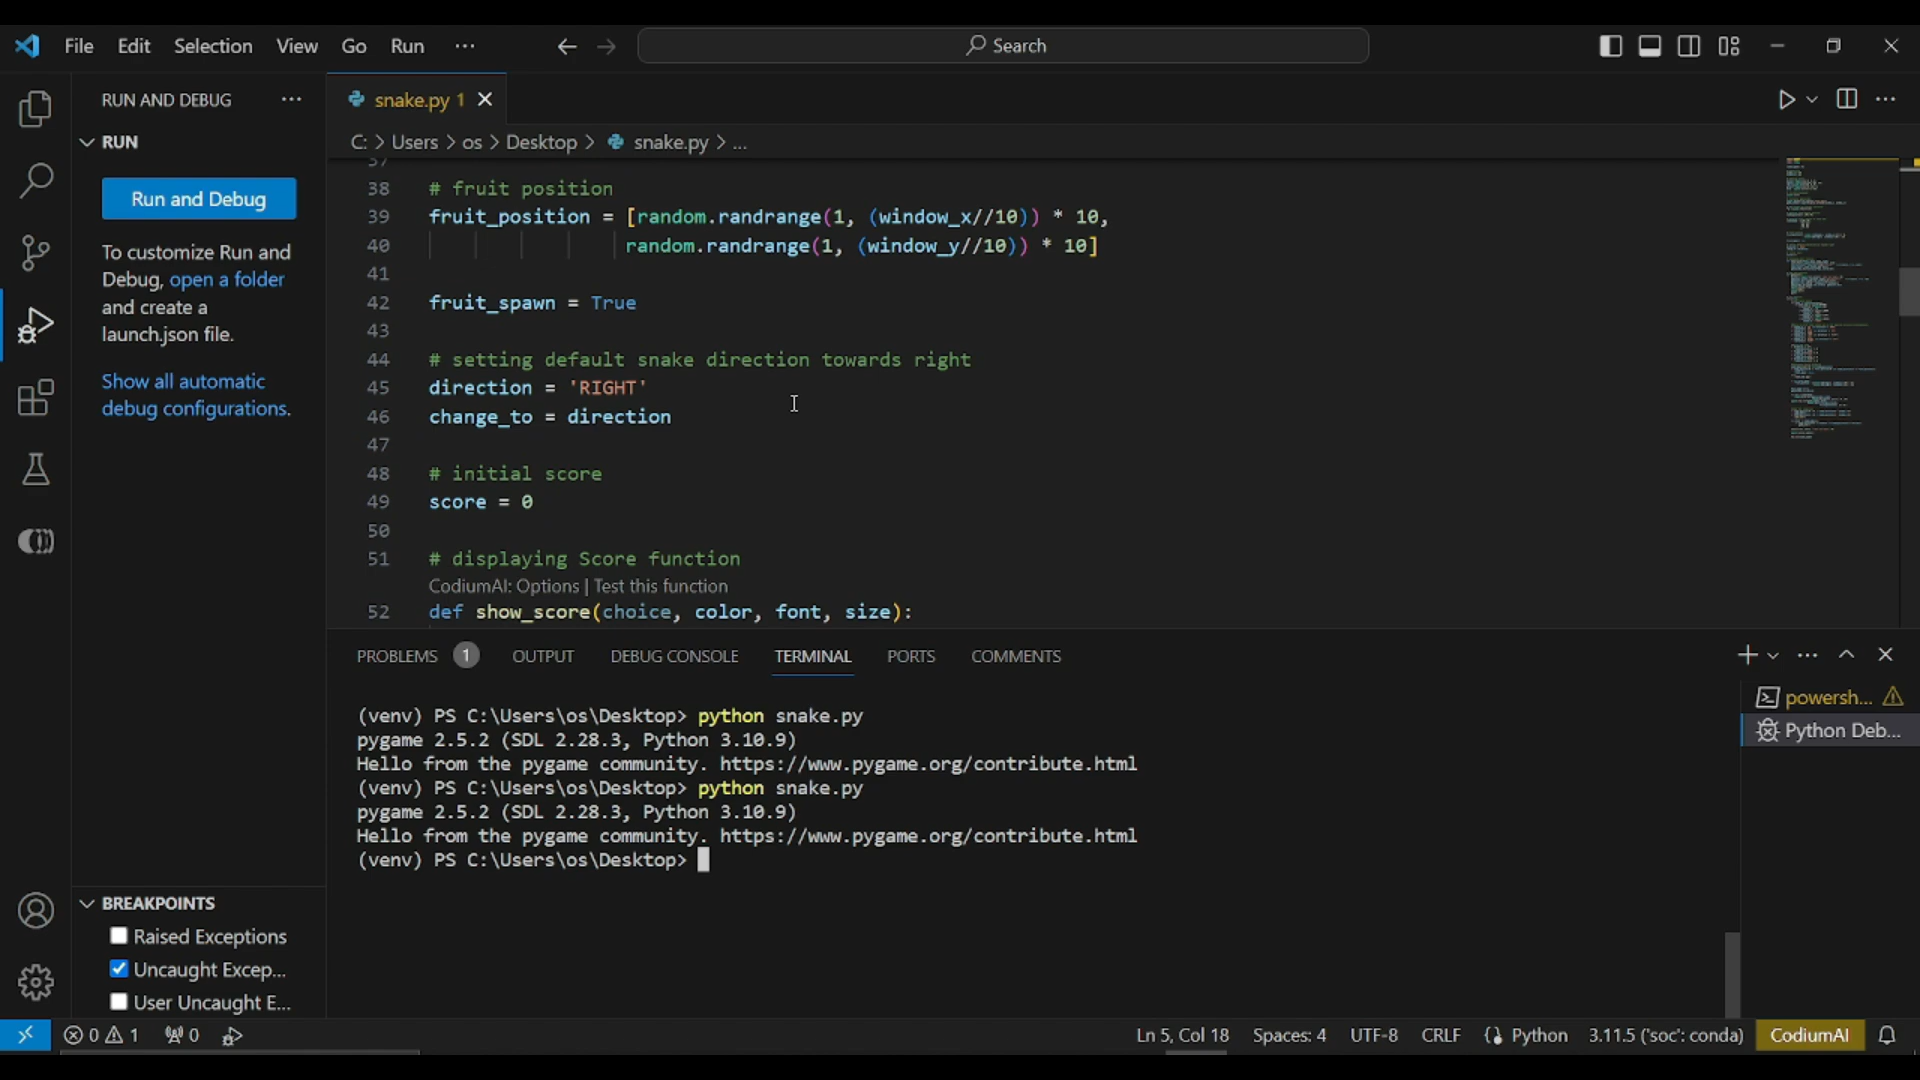 File Edit Selection View Go Run ··· Search
RUN AND DEBUG ···
snake.py 1
RUN
C: > Users > os > Desktop > snake.py > ...
Run and Debug
To customize Run and
Debug, open a folder
and create a
launch.json file.
Show all automatic
debug configurations.
37
38 # fruit position
39 fruit_position = [random.randrange(1, (window_x//10)) * 10,
40 random.randrange(1, (window_y//10)) * 10]
41
42 fruit_spawn = True
43
44 # setting default snake direction towards right
45 direction = 'RIGHT'
46 change_to = direction
47
48 # initial score
49 score = 0
50
51 # displaying Score function
CodiumAI: Options | Test this function
52 def show_score(choice, color, font, size):
PROBLEMS 1 OUTPUT DEBUG CONSOLE TERMINAL PORTS COMMENTS
(venv) PS C:\Users\os\Desktop> python snake.py
pygame 2.5.2 (SDL 2.28.3, Python 3.10.9)
Hello from the pygame community. https://www.pygame.org/contribute.html
(venv) PS C:\Users\os\Desktop> python snake.py
pygame 2.5.2 (SDL 2.28.3, Python 3.10.9)
Hello from the pygame community. https://www.pygame.org/contribute.html
(venv) PS C:\Users\os\Desktop>
powersh...
Python Deb...
BREAKPOINTS
Raised Exceptions
Uncaught Excep...
User Uncaught E...
0 1 0 Ln 5, Col 18 Spaces: 4 UTF-8 CRLF Python 3.11.5 ('soc': conda) CodiumAI